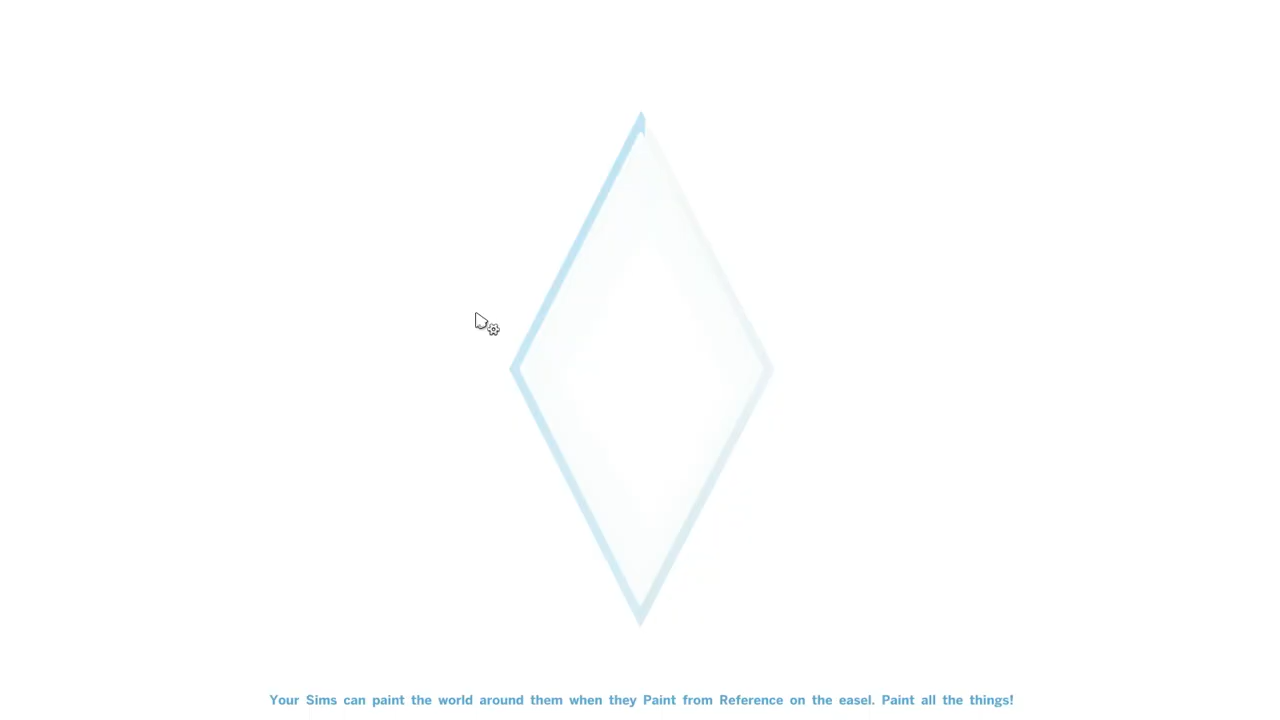 Your Sims can paint the world around them when they Paint from Reference on the easel. Paint all the things!